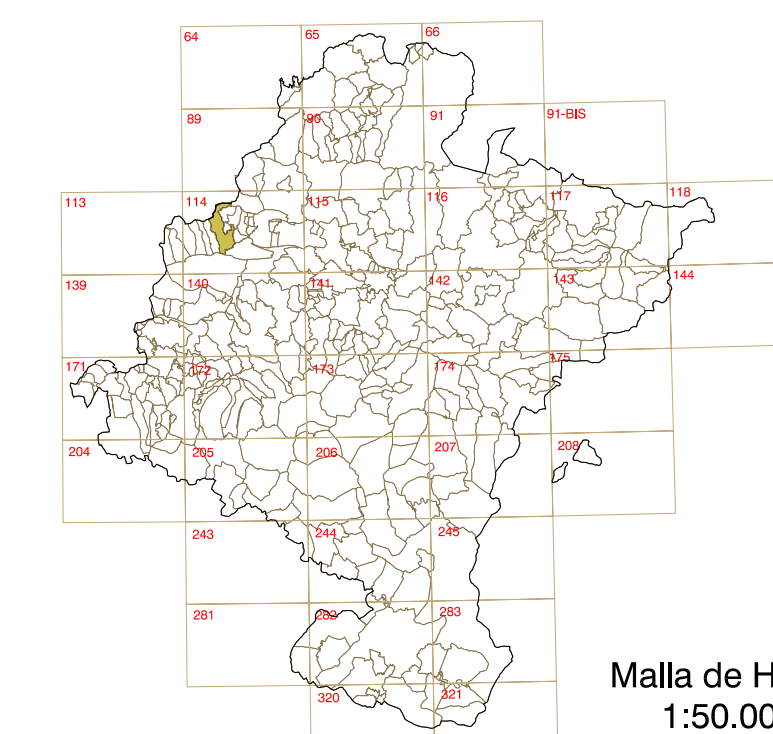 64 65 66
89 90 91 91-BIS
113 114 115 116 117 118
139 140 141 142 143 144
171 172 173 174 175
204 205 206 207 208
243 244 245
281 282 283
320 321
Malla de H
1:50.00